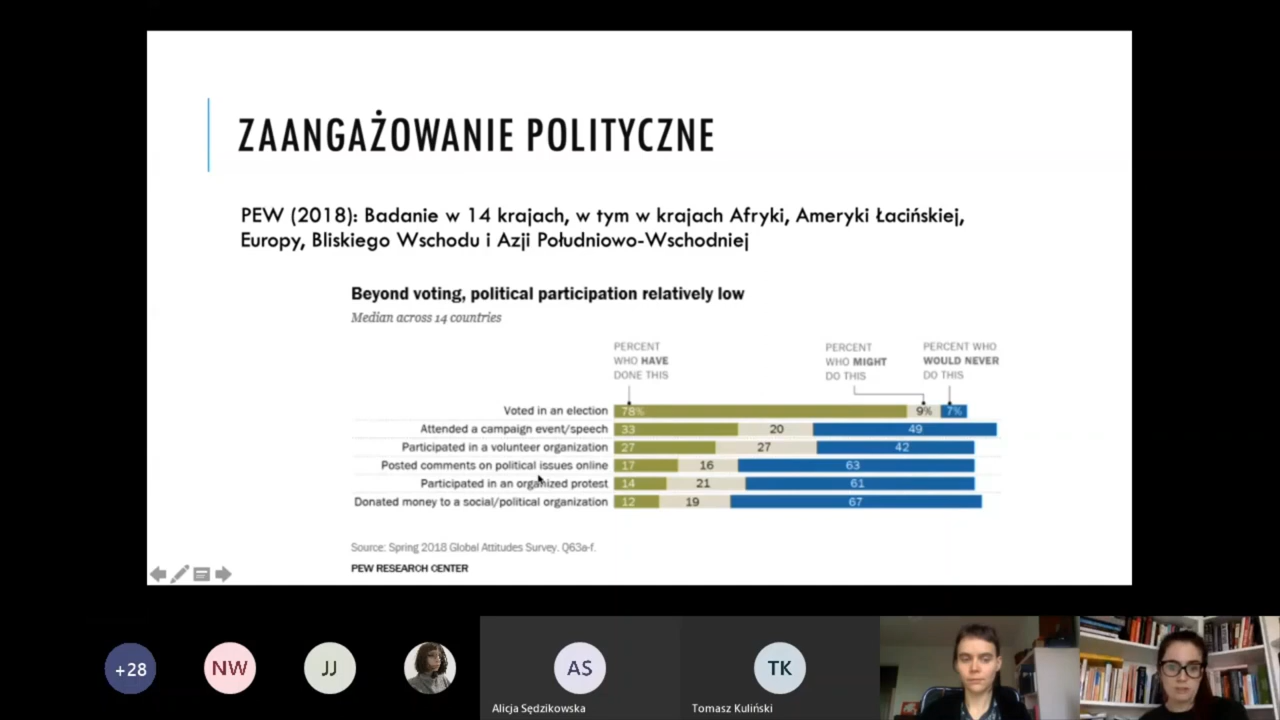 ZAANGAŻOWANIE POLITYCZNE
PEW (2018): Badanie w 14 krajach, w tym w krajach Afryki, Ameryki Łacińskiej,
Europy, Bliskiego Wschodu i Azji Południowo-Wschodniej
Beyond voting, political participation relatively low
Median across 14 countries
PERCENT
WHO HAVE
DONE THIS
PERCENT
WHO MIGHT
DO THIS
PERCENT WHO
WOULD NEVER
DO THIS
Voted in an election 78% 9% 7%
Attended a campaign event/speech 33 20 49
Participated in a volunteer organization 27 27 42
Posted comments on political issues online 17 16 63
Participated in an organized protest 14 21 61
Donated money to a social/political organization 12 19 67
Source: Spring 2018 Global Attitudes Survey. Q63a-f.
PEW RESEARCH CENTER
+28
NW
JJ
AS
TK
Alicja Sędzikowska
Tomasz Kuliński